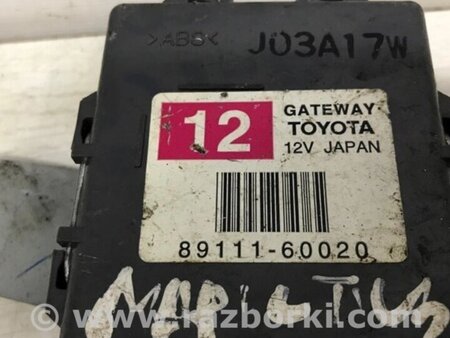 >ABS< J03A17W
12
GATEWAY
TOYOTA
12V JAPAN
89111-60020
www.razborki.com